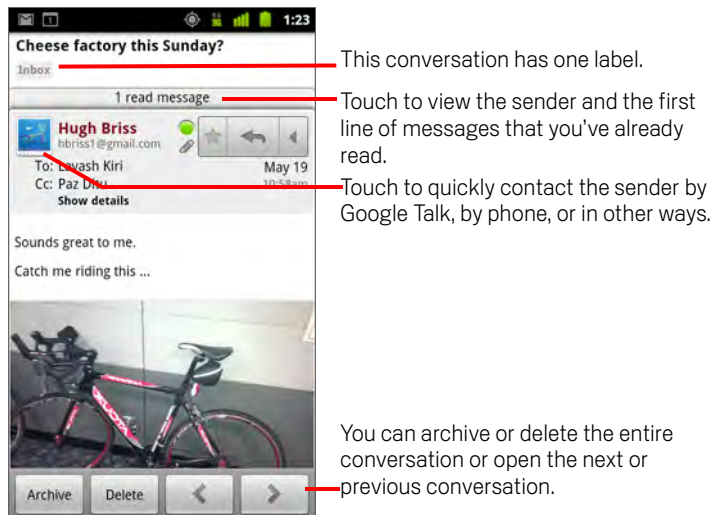 1:23
Cheese factory this Sunday?
Inbox
This conversation has one label.
1 read message
Touch to view the sender and the first
line of messages that you've already
read.
Hugh Briss
hbriss1@gmail.com
To: Lavash Kiri
May 19
Cc: Paz Ditu
10:58am
Show details
Touch to quickly contact the sender by
Google Talk, by phone, or in other ways.
Sounds great to me.
Catch me riding this ...
You can archive or delete the entire
conversation or open the next or
previous conversation.
Archive
Delete